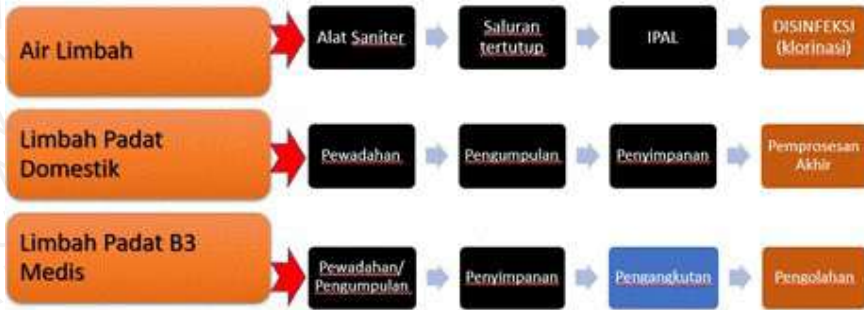 Air Limbah
Alat Saniter
Saluran
tertutup
IPAL
DISINFEKSI
(klorinasi)
Limbah Padat
Domestik
Pewadahan
Pengumpulan
Penyimpanan
Pemprosesan
Akhir
Limbah Padat B3
Medis
Pewadahan/
Pengumpulan
Penyimpanan
Pengangkutan
Pengolahan